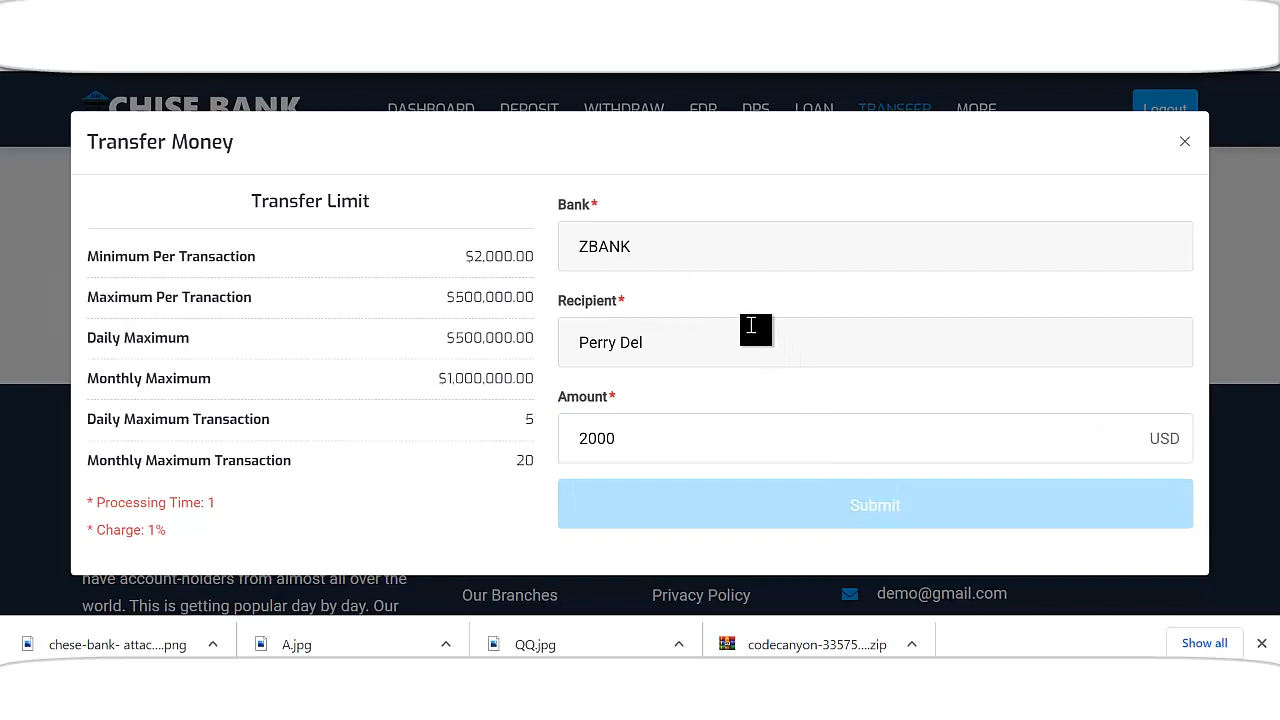 CHISE BANK
DASHBOARD DEPOSIT WITHDRAW FDR DPS LOAN TRANSFER MORE
Logout
Transfer Money
Transfer Limit
Minimum Per Transaction $2,000.00
Maximum Per Tranaction $500,000.00
Daily Maximum $500,000.00
Monthly Maximum $1,000,000.00
Daily Maximum Transaction 5
Monthly Maximum Transaction 20
* Processing Time: 1
* Charge: 1%
Bank*
ZBANK
Recipient*
Perry Del
Amount*
2000 USD
Submit
have account-holders from almost all over the
world. This is getting popular day by day. Our
Our Branches
Privacy Policy
demo@gmail.com
chese-bank- attac....png
A.jpg
QQ.jpg
codecanyon-33575....zip
Show all